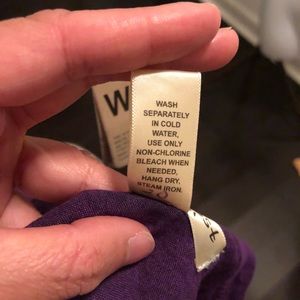 W
WASH
SEPARATELY
IN COLD
WATER,
USE ONLY
NON-CHLORINE
BLEACH WHEN
NEEDED,
HANG DRY,
STEAM IRON.